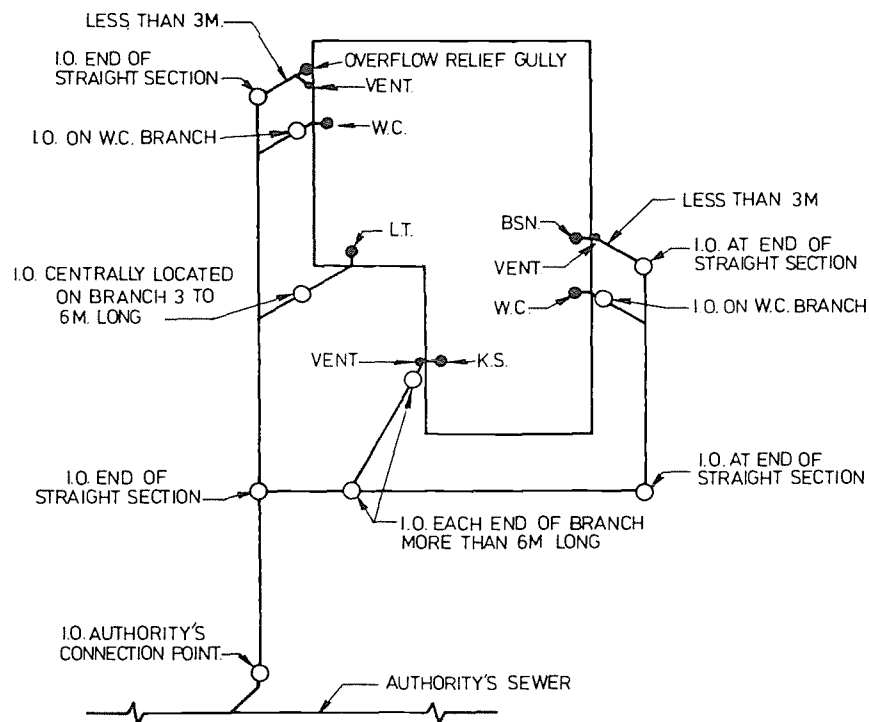 LESS THAN 3M.
I.O. END OF
STRAIGHT SECTION
OVERFLOW RELIEF GULLY
VENT.
I.O. ON W.C. BRANCH
W.C.
LESS THAN 3M
BSN.
L.T.
I.O. AT END OF
STRAIGHT SECTION
VENT
I.O. CENTRALLY LOCATED
ON BRANCH 3 TO
6M. LONG
W.C.
I.O. ON W.C. BRANCH
VENT
K.S.
I.O. END OF
STRAIGHT SECTION
I.O. AT END OF
STRAIGHT SECTION
I.O. EACH END OF BRANCH
MORE THAN 6M LONG
I.O. AUTHORITY'S
CONNECTION POINT.
AUTHORITY'S SEWER